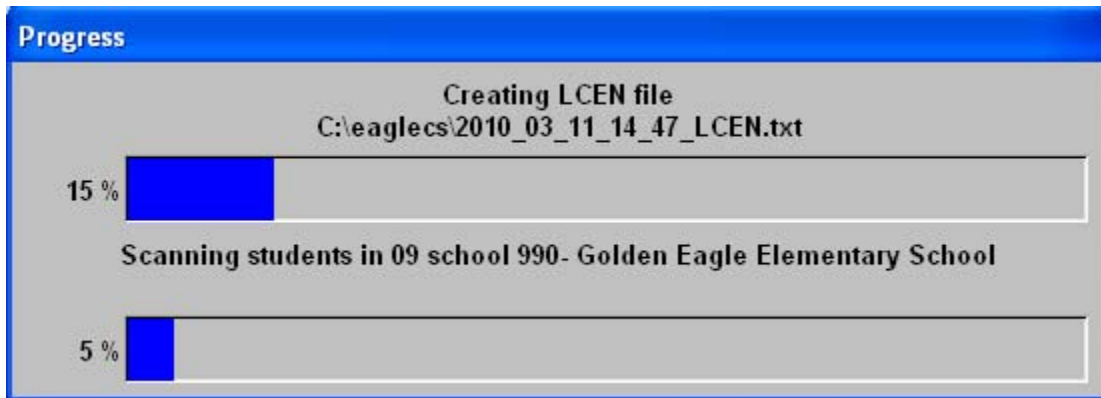 Progress
Creating LCEN file
C:\eaglecs\2010_03_11_14_47_LCEN.txt
15 %
Scanning students in 09 school 990- Golden Eagle Elementary School
5 %